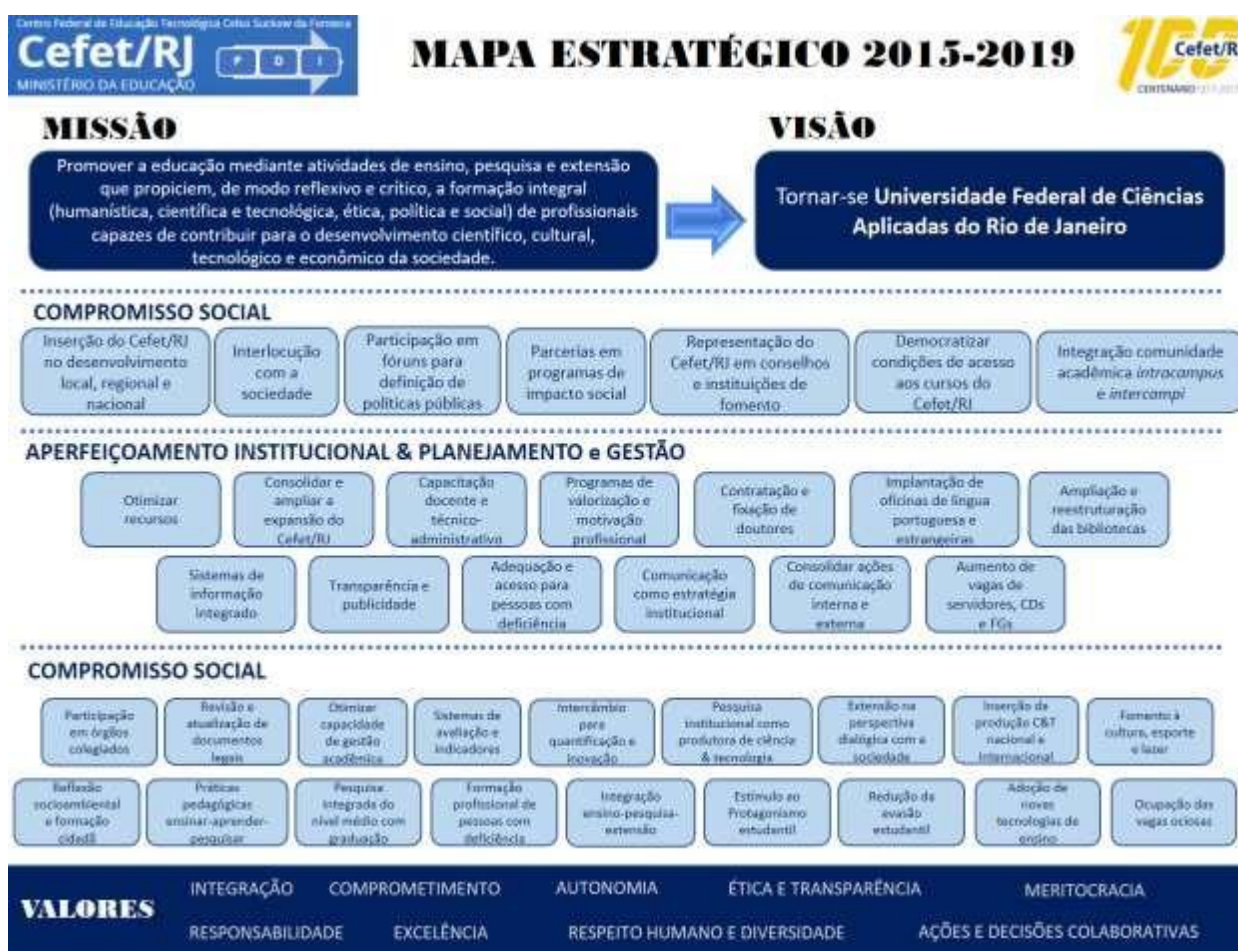 Centro Federal de Educação Tecnológica Celso Suckow da Fonseca
Cefet/RJ
MINISTÉRIO DA EDUCAÇÃO
P D I
MAPA ESTRATÉGICO 2015-2019
100
Cefet/R
CENTENÁRIO
MISSÃO
Promover a educação mediante atividades de ensino, pesquisa e extensão
que propiciem, de modo reflexivo e crítico, a formação integral
(humanística, científica e tecnológica, ética, política e social) de profissionais
capazes de contribuir para o desenvolvimento científico, cultural,
tecnológico e econômico da sociedade.
VISÃO
Tornar-se Universidade Federal de Ciências
Aplicadas do Rio de Janeiro
COMPROMISSO SOCIAL
Inserção do Cefet/RJ
no desenvolvimento
local, regional e
nacional
Interlocução
com a
sociedade
Participação em
fóruns para
definição de
políticas públicas
Parcerias em
programas de
impacto social
Representação do
Cefet/RJ em conselhos
e instituições de
fomento
Democratizar
condições de acesso
aos cursos do
Cefet/RJ
Integração comunidade
acadêmica intracampus
e intercampi
APERFEIÇOAMENTO INSTITUCIONAL & PLANEJAMENTO e GESTÃO
Otimizar
recursos
Consolidar e
ampliar a
expansão do
Cefet/RJ
Capacitação
docente e
técnico-
administrativo
Programas de
valorização e
motivação
profissional
Contratação e
fixação de
doutores
Implantação de
oficinas de língua
portuguesa e
estrangeiras
Ampliação e
reestruturação
das bibliotecas
Sistemas de
informação
integrado
Transparência e
publicidade
Adequação e
acesso para
pessoas com
deficiência
Comunicação
como estratégia
institucional
Consolidar ações
de comunicação
interna e
externa
Aumento de
vagas de
servidores, CDs
e FGs
COMPROMISSO SOCIAL
Participação
em órgãos
colegiados
Revisão e
atualização de
documentos
legais
Otimizar
capacidade
de gestão
acadêmica
Sistemas de
avaliação e
indicadores
Intercâmbio
para
quantificação e
inovação
Pesquisa
institucional como
produtora de ciência
& tecnologia
Extensão na
perspectiva
dialógica com a
sociedade
Inserção da
produção C&T
nacional e
Internacional
Fomento à
cultura, esporte
e lazer
Reflexão
socioambiental
e formação
cidadã
Práticas
pedagógicas
ensinar-aprender-
pesquisar
Pesquisa
integrada do
nível médio com
graduação
Formação
profissional de
pessoas com
deficiência
Integração
ensino-pesquisa-
extensão
Estímulo ao
Protagonismo
estudantil
Redução da
evasão
estudantil
Adoção de
novas
tecnologias de
ensino
Ocupação das
vagas ociosas
VALORES
INTEGRAÇÃO COMPROMETIMENTO AUTONOMIA ÉTICA E TRANSPARÊNCIA MERITOCRACIA
RESPONSABILIDADE EXCELÊNCIA RESPEITO HUMANO E DIVERSIDADE AÇÕES E DECISÕES COLABORATIVAS